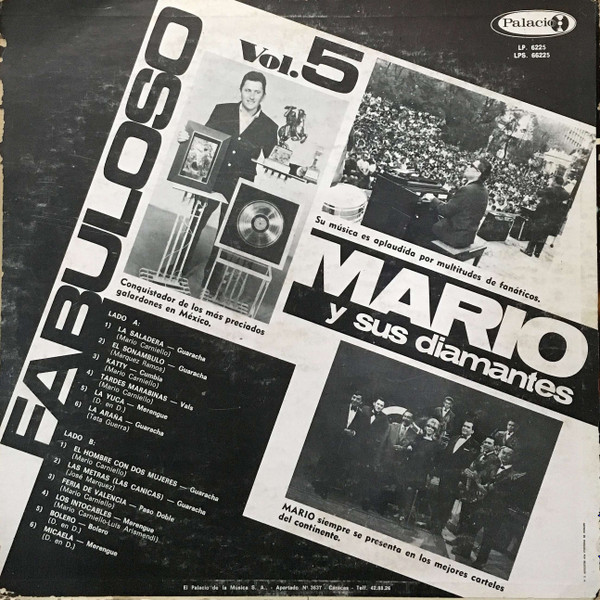 Palacio
LP. 6225
LPS. 66225
FABULOSO
Vol. 5
Conquistador de los más preciados
galardones en México.
Su música es aplaudida por multitudes de fanáticos.
MARIO
y sus diamantes
LADO A:
1) LA SALADERA — Guaracha
(Mario Carniello)
2) EL SONAMBULO — Guaracha
(Marquez Ramos)
3) KATTY — Cumbia
(Mario Carniello)
4) TARDES MARABINAS — Vals
(Mario Carniello)
5) LA YUCA — Merengue
(D. en D.)
6) LA ARAÑA — Guaracha
(Tata Guerra)
LADO B:
1) EL HOMBRE CON DOS MUJERES — Guaracha
(Mario Carniello)
2) LAS METRAS (LAS CANICAS) — Guaracha
(José Marquez)
3) FERIA DE VALENCIA — Paso Doble
(Mario Carniello)
4) LOS INTOCABLES — Merengue
(Mario Carniello-Luis Arismendi)
5) BOLERO — Bolero
(D. en D.)
6) MICAELA — Merengue
(D. en D.)
MARIO siempre se presenta en los mejores carteles
del continente.
El Palacio de la Música S. A. - Apartado Nº 3637 - Caracas - Telf. 42.88.26